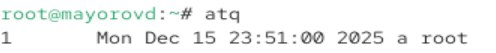 root@mayorovd:~# atq
1       Mon Dec 15 23:51:00 2025 a root